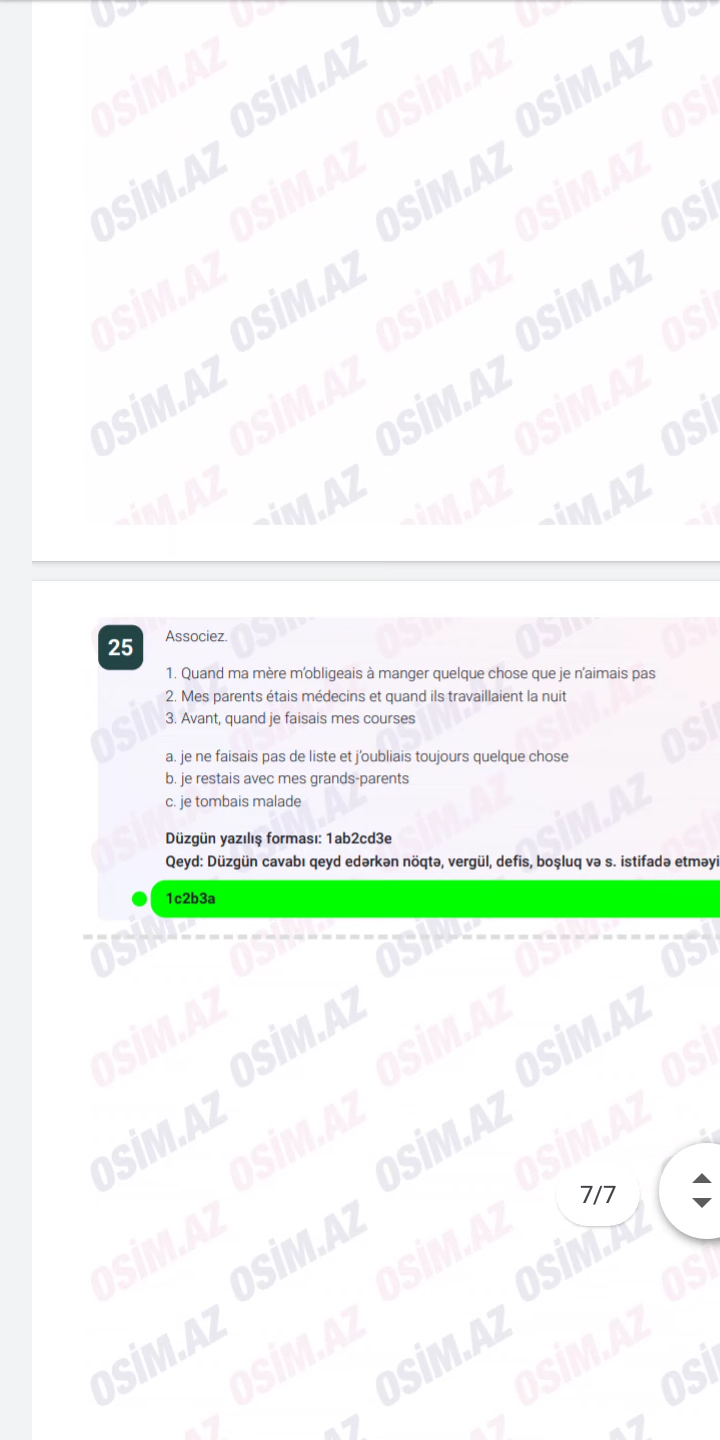 25
Associez.
1. Quand ma mère m’obligeais à manger quelque chose que je n’aimais pas
2. Mes parents étais médecins et quand ils travaillaient la nuit
3. Avant, quand je faisais mes courses
a. je ne faisais pas de liste et j’oubliais toujours quelque chose
b. je restais avec mes grands-parents
c. je tombais malade
Düzgün yazılış forması: 1ab2cd3e
Qeyd: Düzgün cavabı qeyd edərkən nöqtə, vergül, defis, boşluq və s. istifadə
1c2b3a
7/7
OSİM.AZ